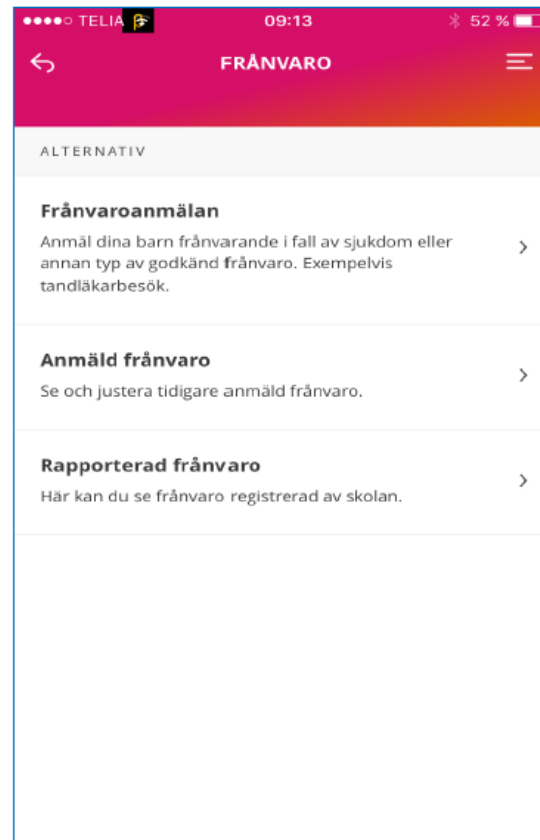 TELIA 09:13 52 %
FRÅNVARO
ALTERNATIV
Frånvaroanmälan
Anmäl dina barn frånvarande i fall av sjukdom eller
annan typ av godkänd frånvaro. Exempelvis
tandläkarbesök.
Anmäld frånvaro
Se och justera tidigare anmäld frånvaro.
Rapporterad frånvaro
Här kan du se frånvaro registrerad av skolan.